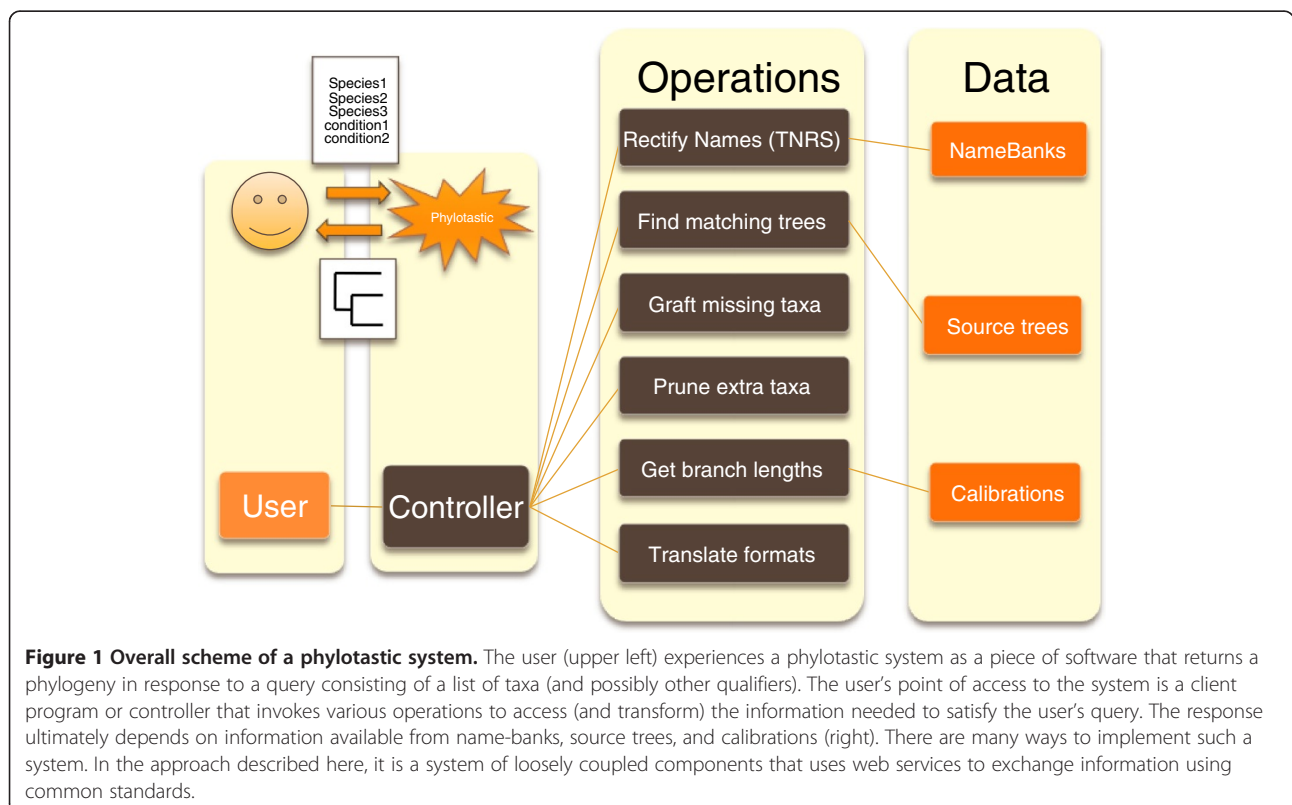 Species1
Species2
Species3
condition1
condition2
Phylotastic
User
Controller
Operations
Rectify Names (TNRS)
Find matching trees
Graft missing taxa
Prune extra taxa
Get branch lengths
Translate formats
Data
NameBanks
Source trees
Calibrations
Figure 1 Overall scheme of a phylotastic system. The user (upper left) experiences a phylotastic system as a piece of software that returns a
phylogeny in response to a query consisting of a list of taxa (and possibly other qualifiers). The user's point of access to the system is a client
program or controller that invokes various operations to access (and transform) the information needed to satisfy the user's query. The response
ultimately depends on information available from name-banks, source trees, and calibrations (right). There are many ways to implement such a
system. In the approach described here, it is a system of loosely coupled components that uses web services to exchange information using
common standards.